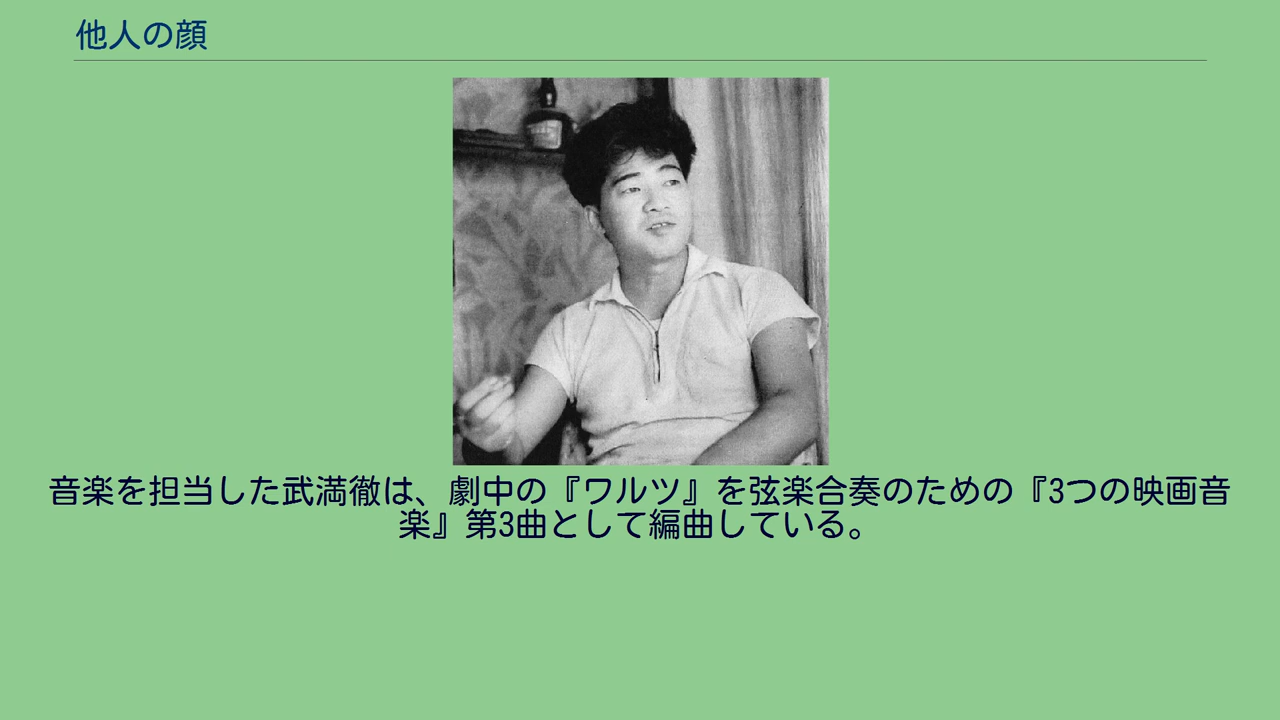 他人の顔
音楽を担当した武満徹は、劇中の『ワルツ』を弦楽合奏のための『3つの映画音
楽』第3曲として編曲している。